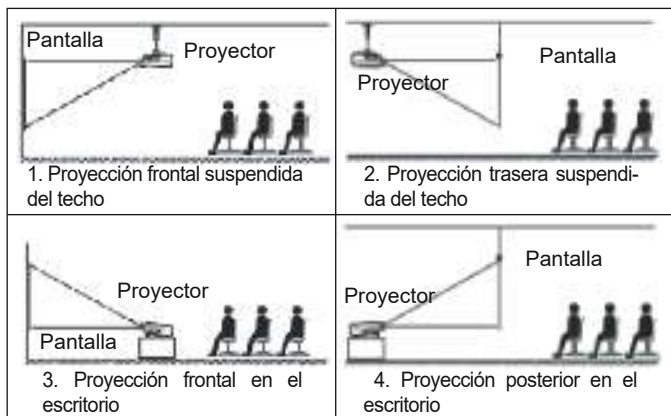 Pantalla
Proyector
1. Proyección frontal suspendida
del techo
Pantalla
Proyector
2. Proyección trasera suspendi-
da del techo
Proyector
Pantalla
3. Proyección frontal en el
escritorio
Pantalla
Proyector
4. Proyección posterior en el
escritorio